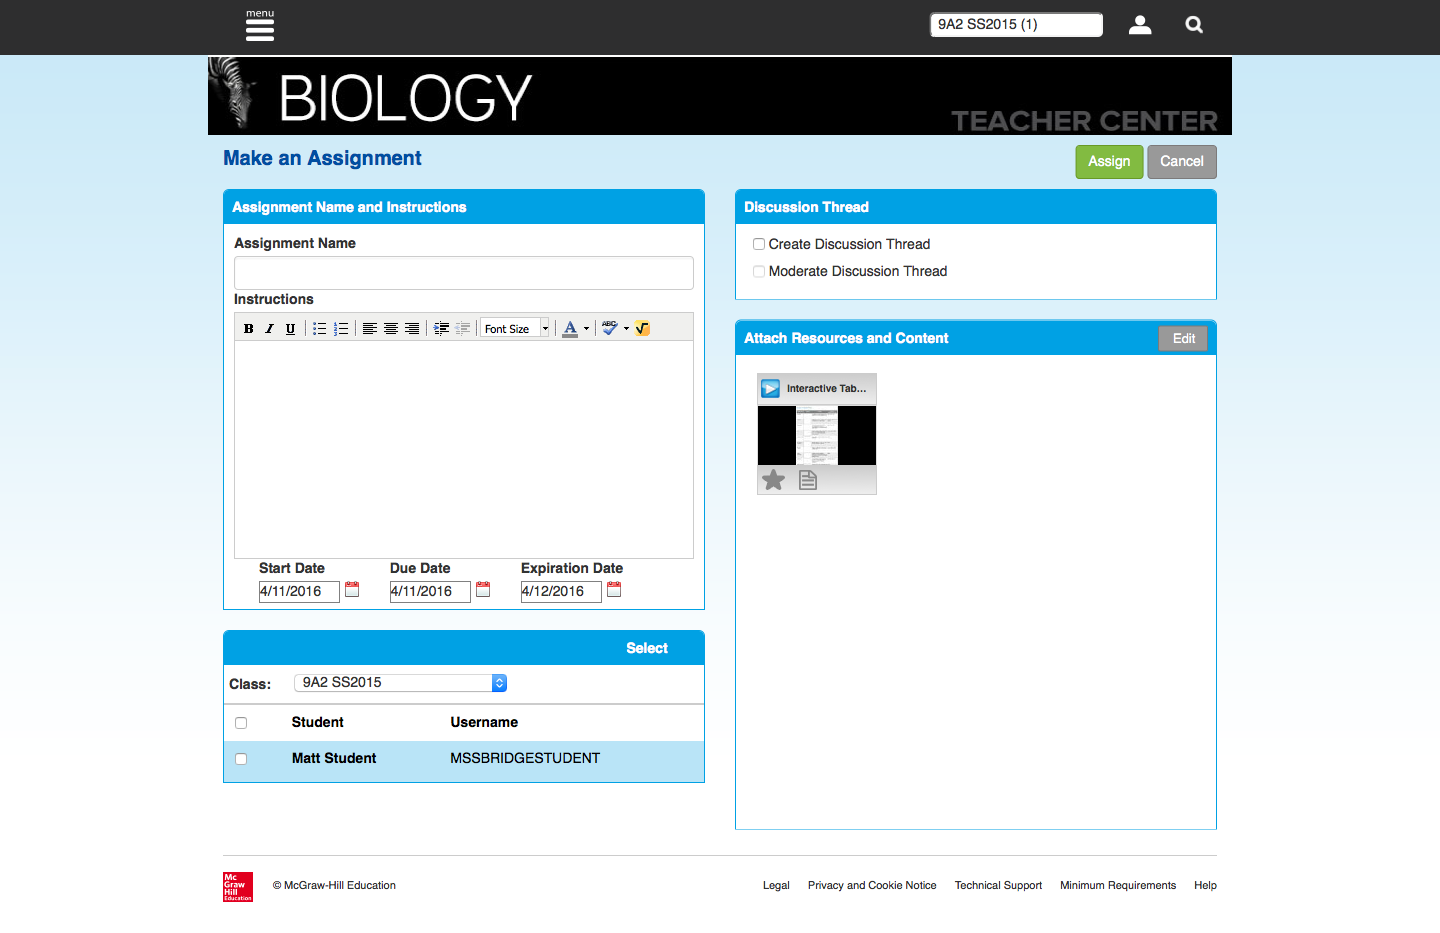 menu
9A2 SS2015 (1)
BIOLOGY
TEACHER CENTER
Make an Assignment
Assign
Cancel
Assignment Name and Instructions
Assignment Name
Instructions
B I U
Font Size
A
ABC
Start Date
Due Date
Expiration Date
4/11/2016
4/11/2016
4/12/2016
Select
Class:
9A2 SS2015
Student
Username
Matt Student
MSSBRIDGESTUDENT
Discussion Thread
Create Discussion Thread
Moderate Discussion Thread
Attach Resources and Content
Edit
Interactive Tab...
Mc
Graw
Hill
Education
© McGraw-Hill Education
Legal
Privacy and Cookie Notice
Technical Support
Minimum Requirements
Help